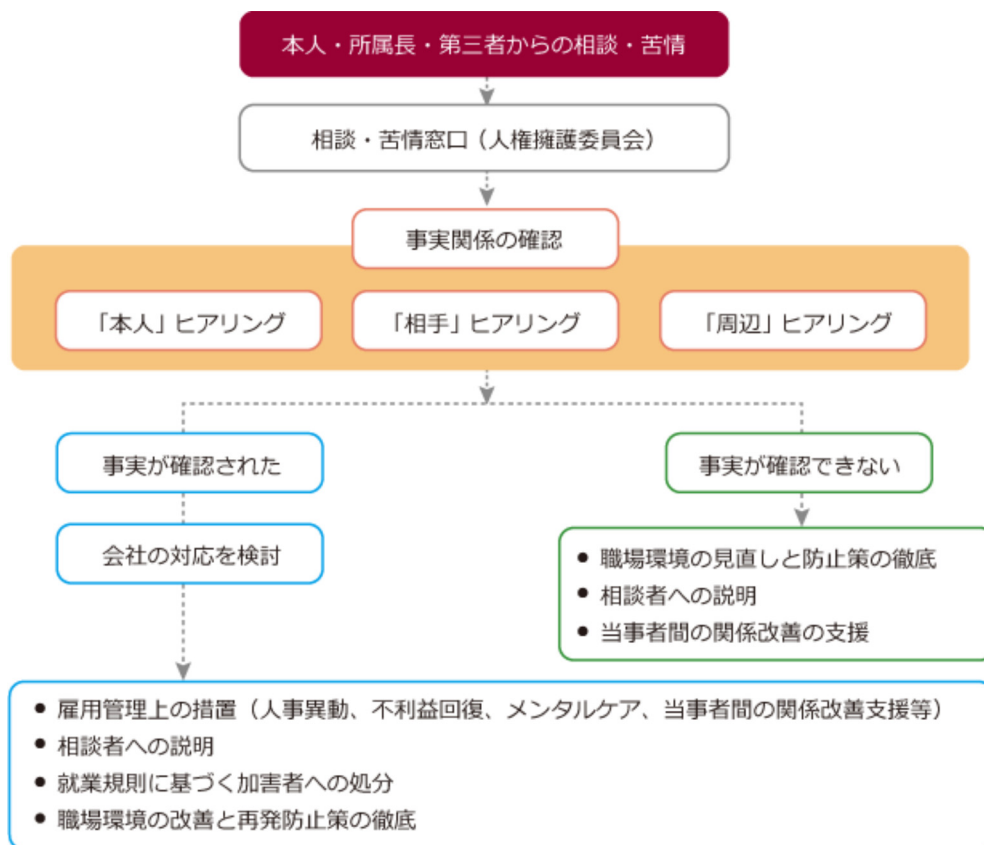 本人・所属長・第三者からの相談・苦情
相談・苦情窓口（人権擁護委員会）
事実関係の確認
「本人」ヒアリング
「相手」ヒアリング
「周辺」ヒアリング
事実が確認された
事実が確認できない
会社の対応を検討
● 職場環境の見直しと防止策の徹底
● 相談者への説明
● 当事者間の関係改善の支援
● 雇用管理上の措置（人事異動、不利益回復、メンタルケア、当事者間の関係改善支援等）
● 相談者への説明
● 就業規則に基づく加害者への処分
● 職場環境の改善と再発防止策の徹底